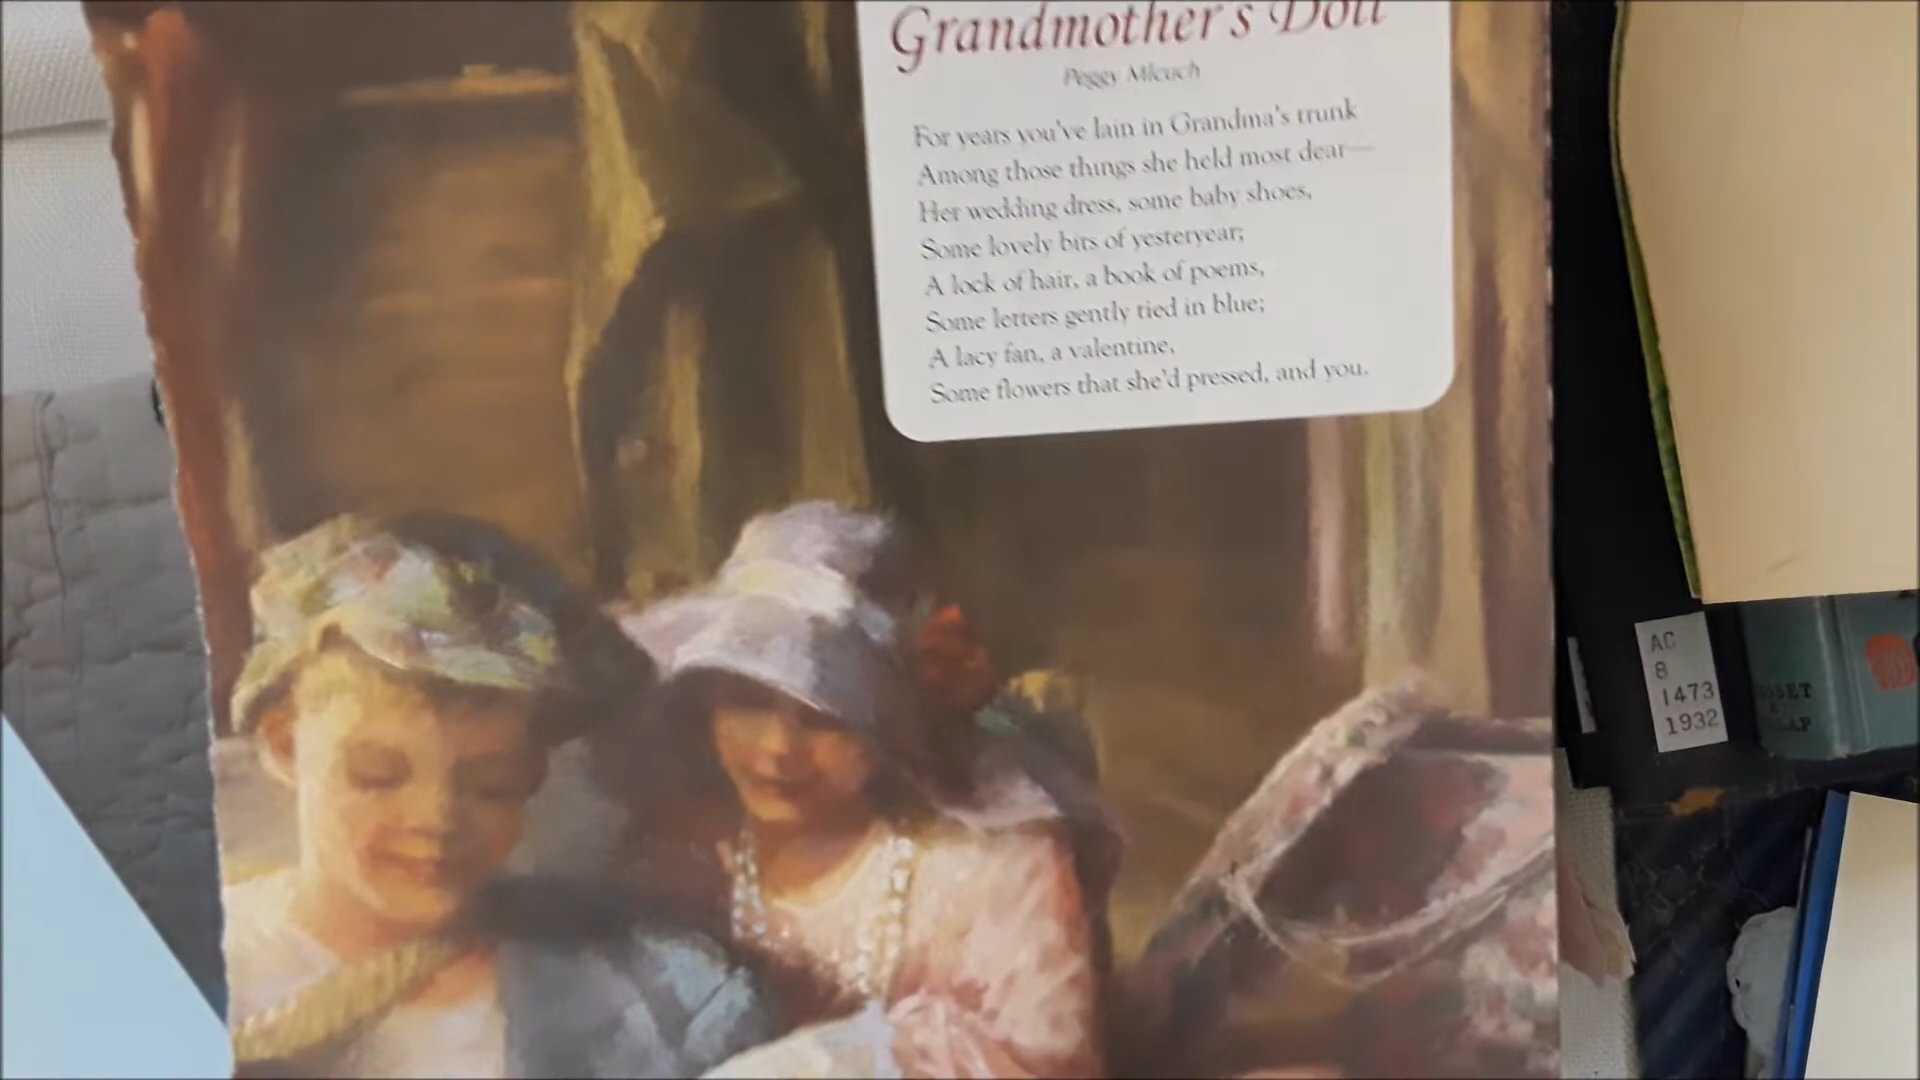 Grandmother's Doll
Peggy Micuch
For years you've lain in Grandma's trunk
Among those things she held most dear—
Her wedding dress, some baby shoes,
Some lovely bits of yesteryear;
A lock of hair, a book of poems,
Some letters gently tied in blue;
A lacy fan, a valentine,
Some flowers that she'd pressed, and you.
AC
8
1473
1932